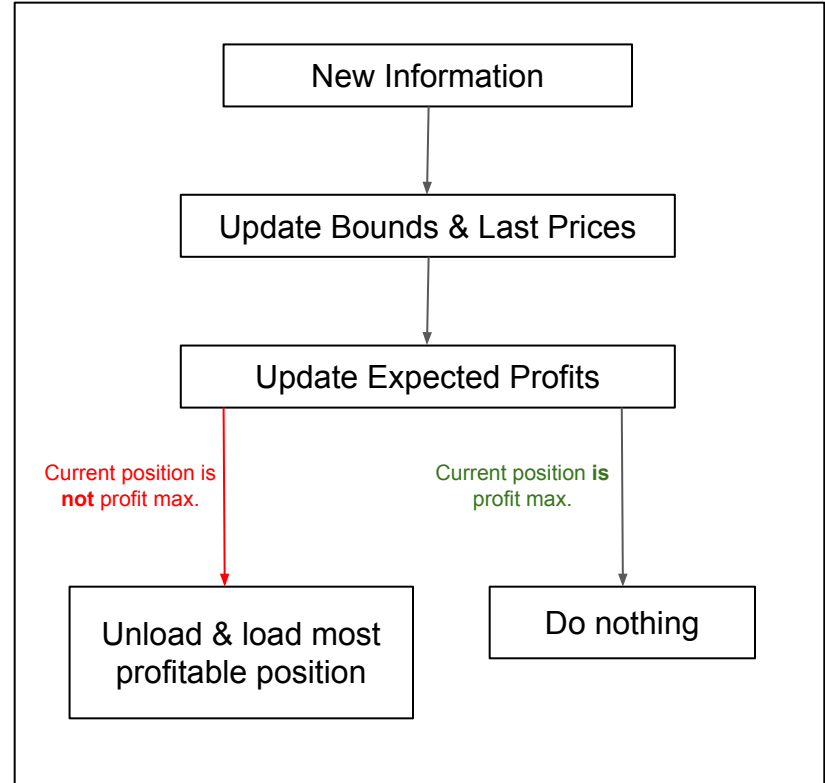 New Information
Update Bounds & Last Prices
Update Expected Profits
Current position is
not profit max.
Current position is
profit max.
Unload & load most
profitable position
Do nothing